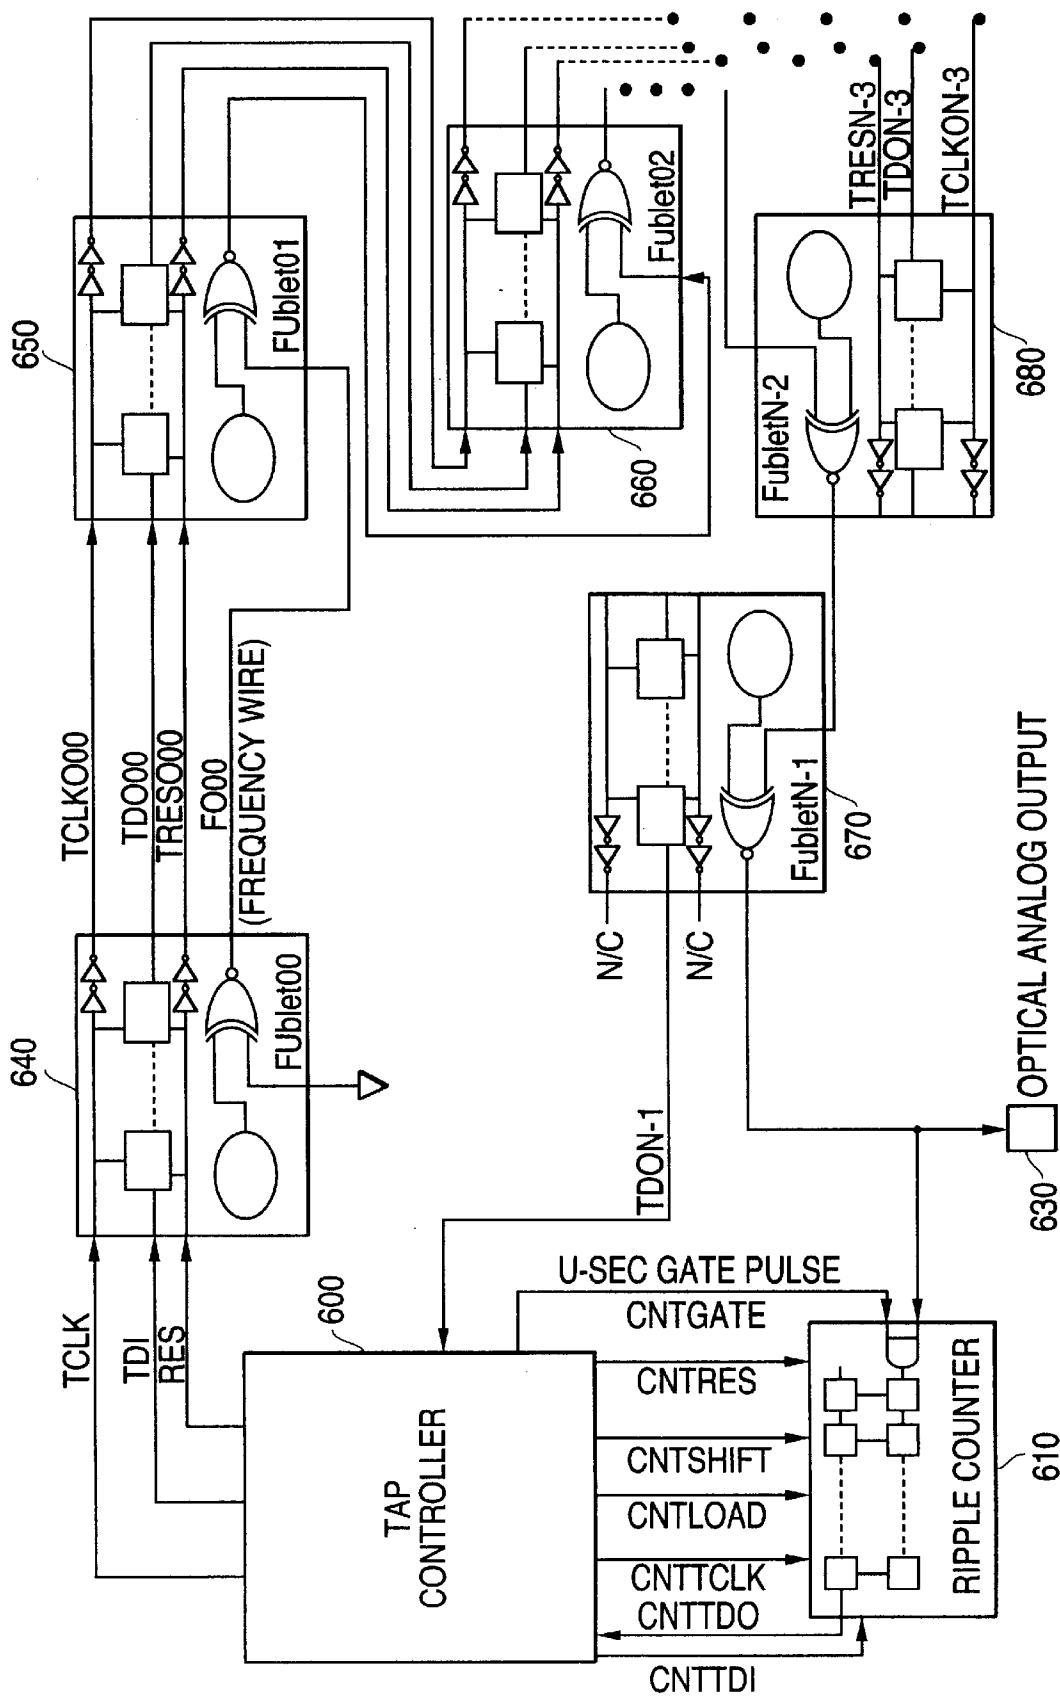 640
TCLK
TDI
RES
FUblet00
TCLKO00
TDO00
TRESO00
FO00
(FREQUENCY WIRE)
650
FUblet01
660
Fublet02
TRESN-3
TDON-3
TCLKON-3
680
FubletN-2
670
FubletN-1
N/C
N/C
TDON-1
600
TAP
CONTROLLER
U-SEC GATE PULSE
CNTGATE
CNTRES
CNTSHIFT
CNTLOAD
CNTTCLK
CNTTDO
CNTTDI
RIPPLE COUNTER
610
630
OPTICAL ANALOG OUTPUT